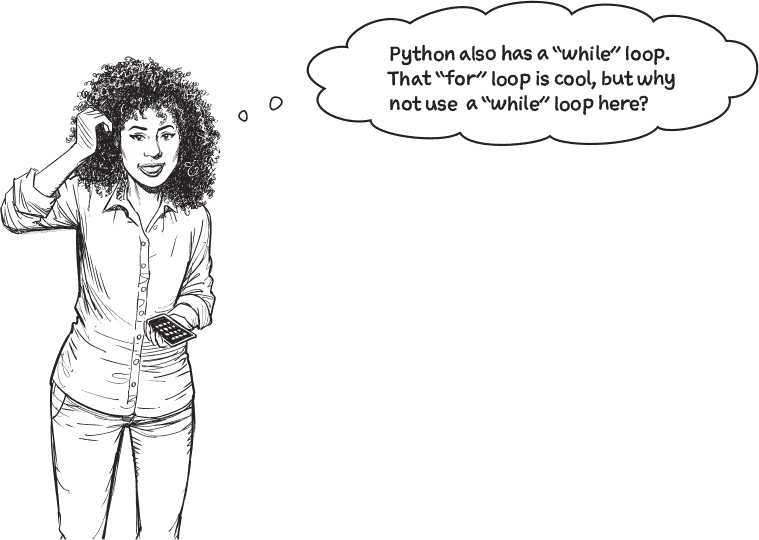 Python also has a “while” loop.
That “for” loop is cool, but why
not use a “while” loop here?